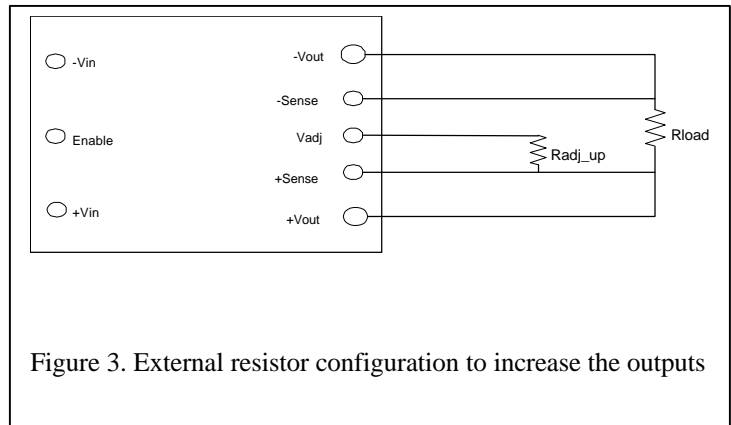 -Vin
-Vout
-Sense
Enable
Vadj
Radj_up
Rload
+Sense
+Vin
+Vout
Figure 3. External resistor configuration to increase the outputs